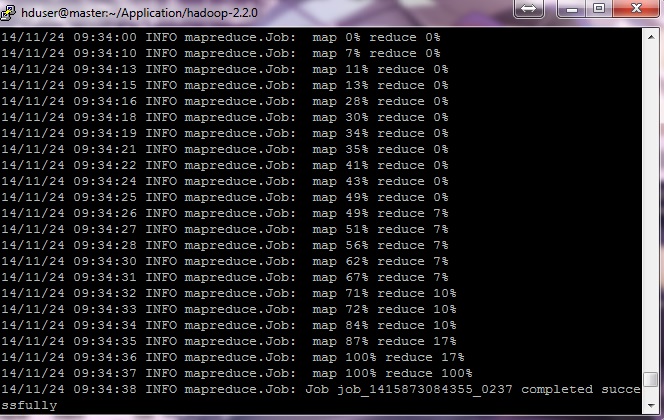 hduser@master:~/Application/hadoop-2.2.0
14/11/24 09:34:00 INFO mapreduce.Job:  map 0% reduce 0%
14/11/24 09:34:10 INFO mapreduce.Job:  map 7% reduce 0%
14/11/24 09:34:13 INFO mapreduce.Job:  map 11% reduce 0%
14/11/24 09:34:15 INFO mapreduce.Job:  map 13% reduce 0%
14/11/24 09:34:16 INFO mapreduce.Job:  map 28% reduce 0%
14/11/24 09:34:18 INFO mapreduce.Job:  map 30% reduce 0%
14/11/24 09:34:19 INFO mapreduce.Job:  map 34% reduce 0%
14/11/24 09:34:21 INFO mapreduce.Job:  map 35% reduce 0%
14/11/24 09:34:22 INFO mapreduce.Job:  map 41% reduce 0%
14/11/24 09:34:24 INFO mapreduce.Job:  map 43% reduce 0%
14/11/24 09:34:25 INFO mapreduce.Job:  map 49% reduce 0%
14/11/24 09:34:26 INFO mapreduce.Job:  map 49% reduce 7%
14/11/24 09:34:27 INFO mapreduce.Job:  map 51% reduce 7%
14/11/24 09:34:28 INFO mapreduce.Job:  map 56% reduce 7%
14/11/24 09:34:30 INFO mapreduce.Job:  map 62% reduce 7%
14/11/24 09:34:31 INFO mapreduce.Job:  map 67% reduce 7%
14/11/24 09:34:32 INFO mapreduce.Job:  map 71% reduce 10%
14/11/24 09:34:33 INFO mapreduce.Job:  map 72% reduce 10%
14/11/24 09:34:34 INFO mapreduce.Job:  map 84% reduce 10%
14/11/24 09:34:35 INFO mapreduce.Job:  map 87% reduce 17%
14/11/24 09:34:36 INFO mapreduce.Job:  map 100% reduce 17%
14/11/24 09:34:37 INFO mapreduce.Job:  map 100% reduce 100%
14/11/24 09:34:38 INFO mapreduce.Job: Job job_1415873084355_0237 completed succe
ssfully